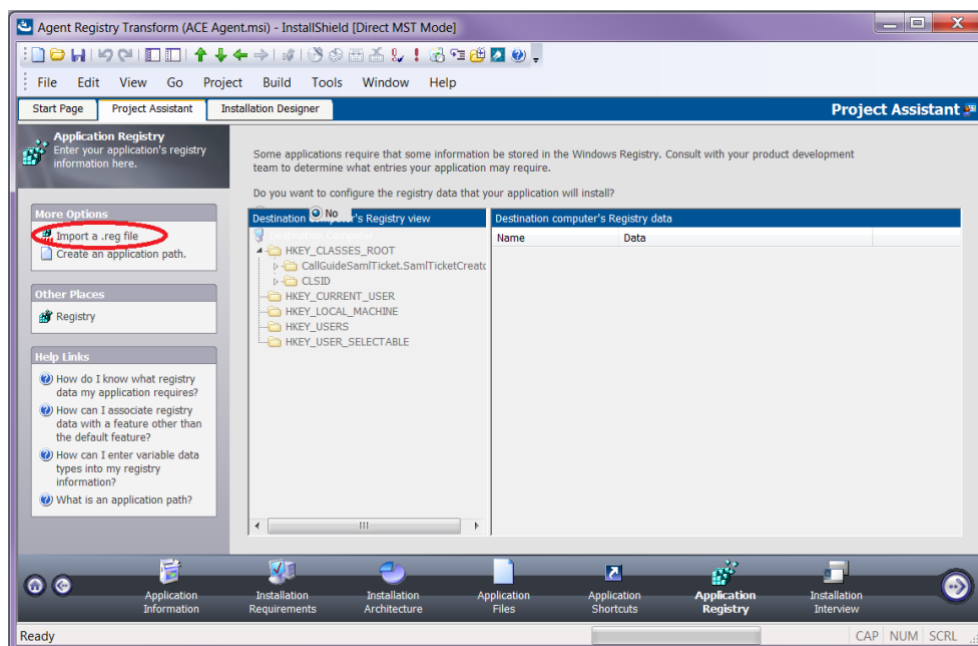 Agent Registry Transform (ACE Agent.msi) - InstallShield [Direct MST Mode]
File Edit View Go Project Build Tools Window Help
Start Page Project Assistant Installation Designer
Project Assistant
Application Registry
Enter your application's registry
information here.
More Options
Import a .reg file
Create an application path.
Other Places
Registry
Help Links
How do I know what registry
data my application requires?
How can I associate registry
data with a feature other than
the default feature?
How can I enter variable data
types into my registry
information?
What is an application path?
Some applications require that some information be stored in the Windows Registry. Consult with your product development
team to determine what entries your application may require.
Do you want to configure the registry data that your application will install?
No
Destination 's Registry view
HKEY_CLASSES_ROOT
CallGuideSamlTicket.SamlTicketCreato
CLSID
HKEY_CURRENT_USER
HKEY_LOCAL_MACHINE
HKEY_USERS
HKEY_USER_SELECTABLE
Destination computer's Registry data
Name Data
Application
Information
Installation
Requirements
Installation
Architecture
Application
Files
Application
Shortcuts
Application
Registry
Installation
Interview
Ready
CAP NUM SCRL